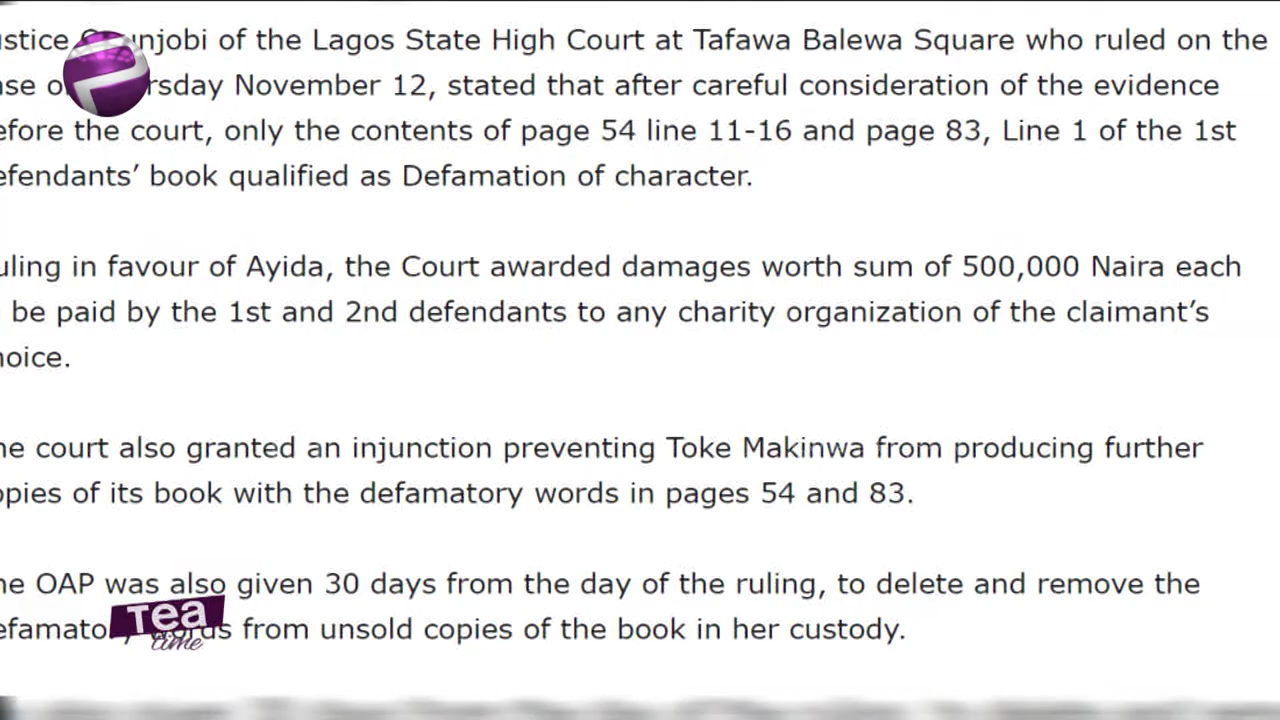 of the Lagos State High Court at Tafawa Balewa Square who ruled on the
November 12, stated that after careful consideration of the evidence
the court, only the contents of page 54 line 11-16 and page 83, Line 1 of the 1st
efendants’ book qualified as Defamation of character.
uling in favour of Ayida, the Court awarded damages worth sum of 500,000 Naira each
be paid by the 1st and 2nd defendants to any charity organization of the claimant’s
hoice.
he court also granted an injunction preventing Toke Makinwa from producing further
opies of its book with the defamatory words in pages 54 and 83.
he OAP was also given 30 days from the day of the ruling, to delete and remove the
from unsold copies of the book in her custody.
Tea
time